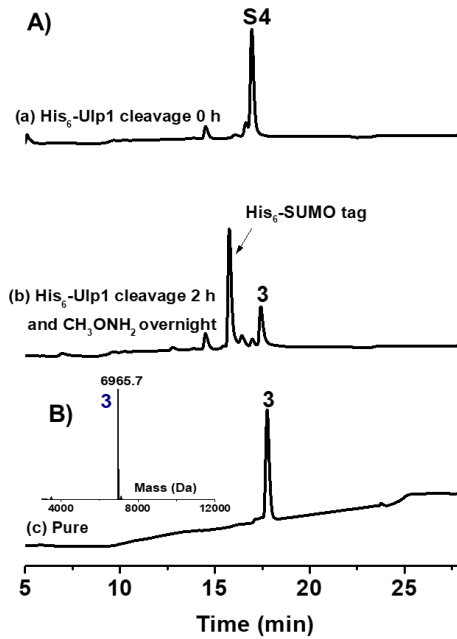 A)
S4
(a) His₆-Ulp1 cleavage 0 h
His₆-SUMO tag
(b) His₆-Ulp1 cleavage 2 h
and CH₃ONH₂ overnight
3
B)
3
6965.7
3
Mass (Da)
4000 8000 12000
(c) Pure
5 10 15 20 25
Time (min)